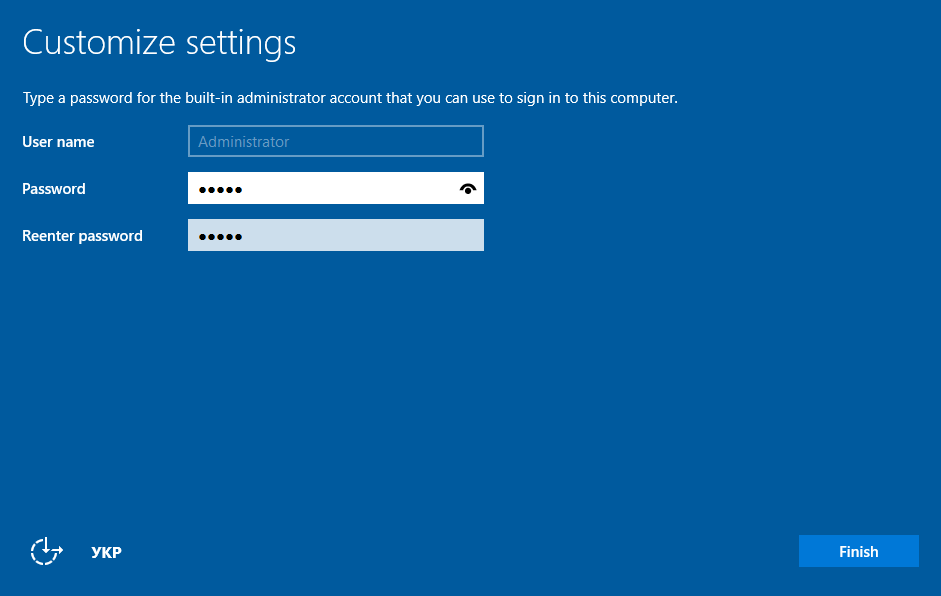 Customize settings
Type a password for the built-in administrator account that you can use to sign in to this computer.
User name Administrator
Password •••••
Reenter password •••••
УКР Finish